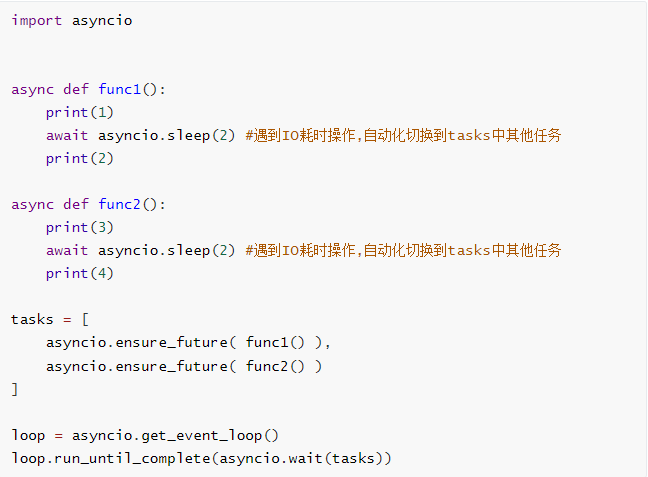 import asyncio
async def func1():
    print(1)
    await asyncio.sleep(2) #遇到IO耗时操作,自动化切换到tasks中其他任务
    print(2)
async def func2():
    print(3)
    await asyncio.sleep(2) #遇到IO耗时操作,自动化切换到tasks中其他任务
    print(4)
tasks = [
    asyncio.ensure_future( func1() ),
    asyncio.ensure_future( func2() )
]
loop = asyncio.get_event_loop()
loop.run_until_complete(asyncio.wait(tasks))